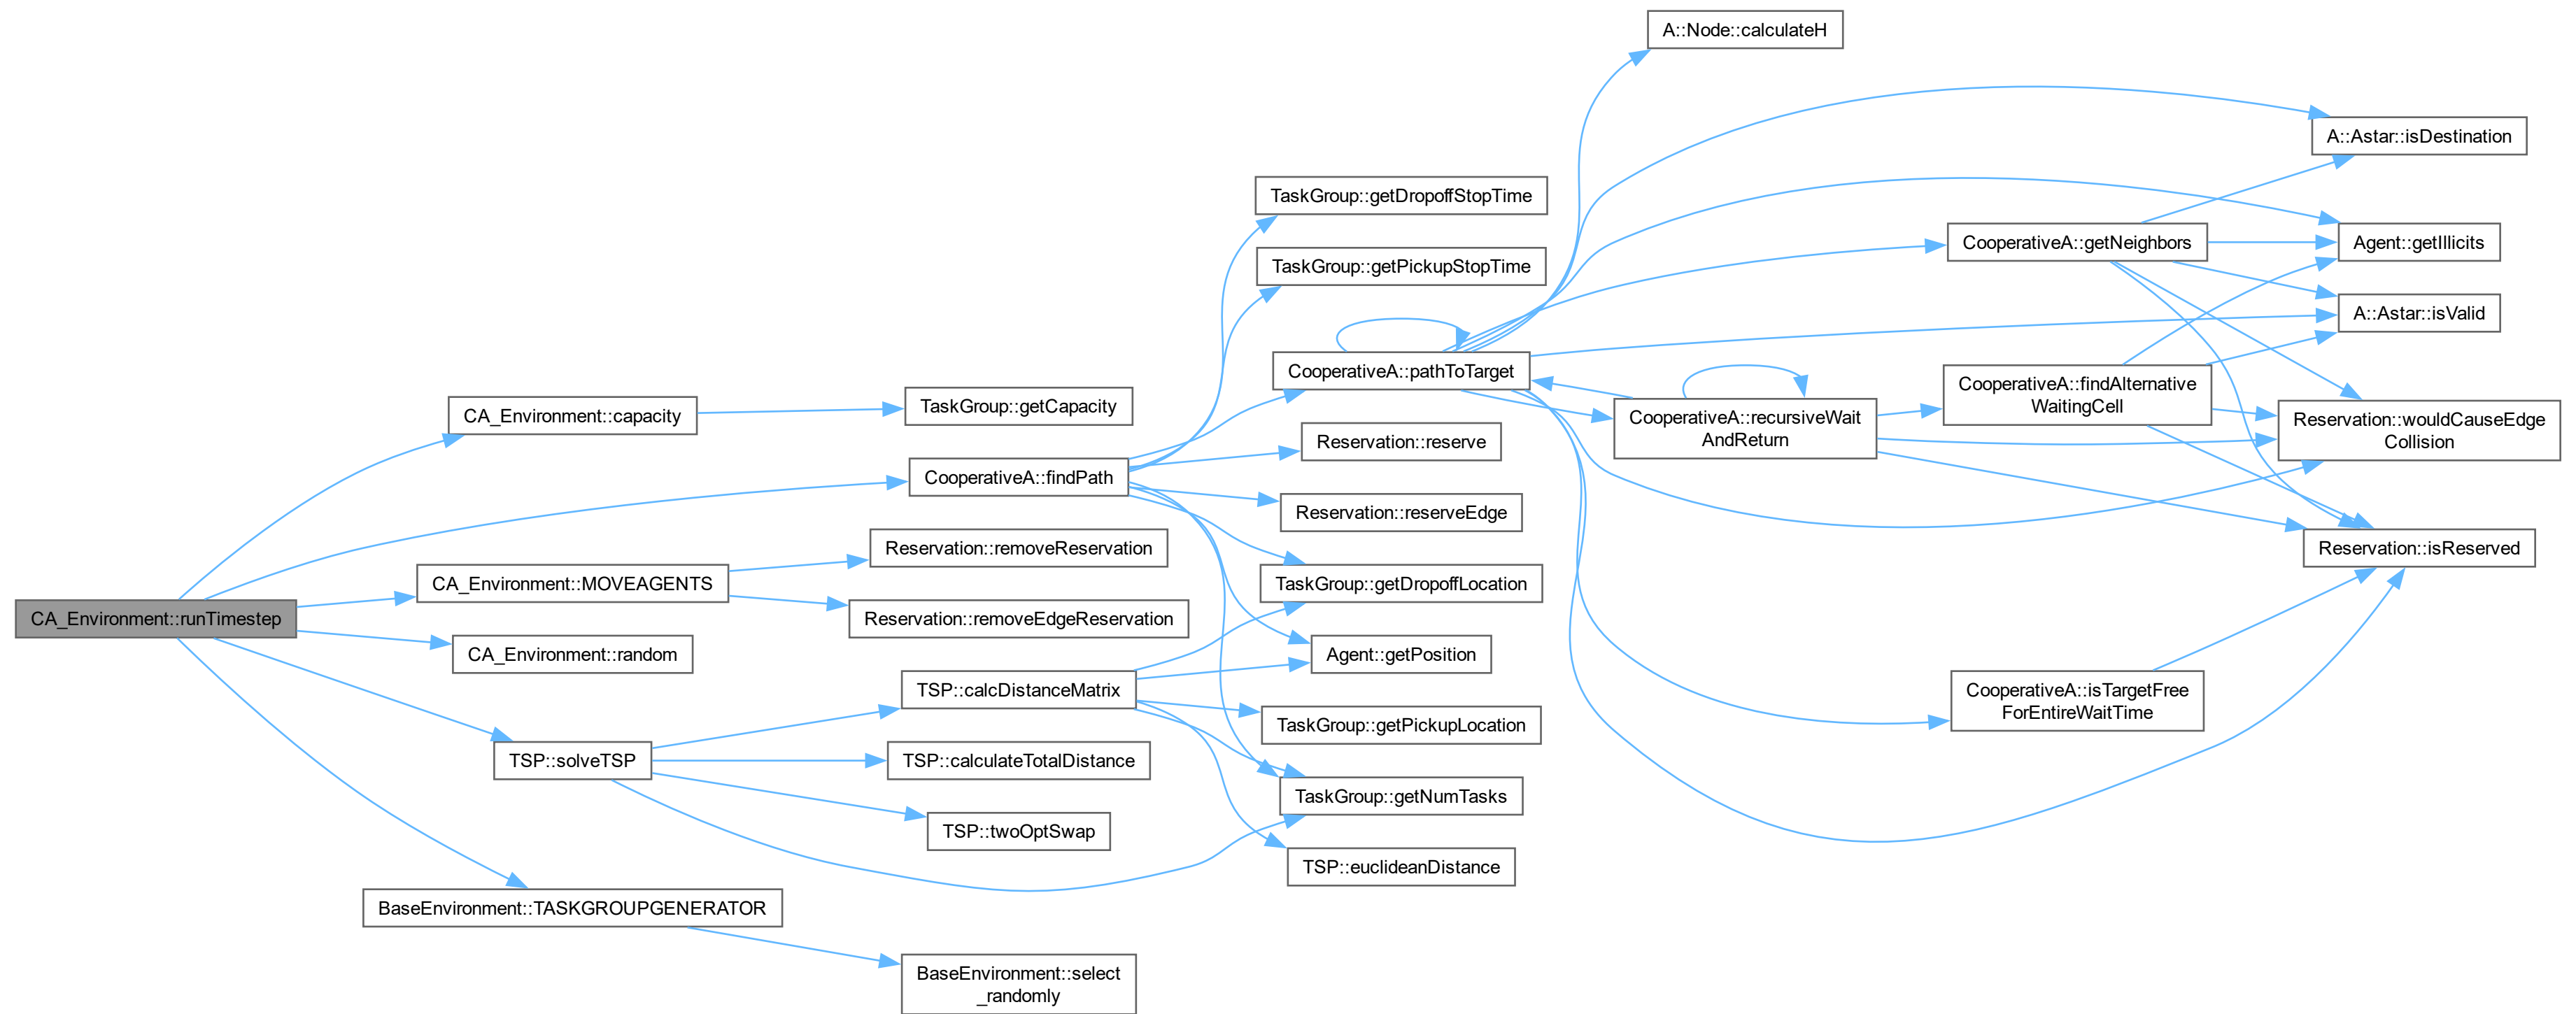 A::Node::calculateH
A::Astar::isDestination
TaskGroup::getDropoffStopTime
CooperativeA::getNeighbors
Agent::getIllicits
TaskGroup::getPickupStopTime
A::Astar::isValid
CooperativeA::pathToTarget
CooperativeA::findAlternative
WaitingCell
TaskGroup::getCapacity
CA_Environment::capacity
CooperativeA::recursiveWait
AndReturn
Reservation::wouldCauseEdge
Collision
Reservation::reserve
CooperativeA::findPath
Reservation::reserveEdge
Reservation::removeReservation
Reservation::isReserved
CA_Environment::MOVEAGENTS
TaskGroup::getDropoffLocation
CA_Environment::runTimestep
Reservation::removeEdgeReservation
CA_Environment::random
Agent::getPosition
TSP::calcDistanceMatrix
CooperativeA::isTargetFree
ForEntireWaitTime
TaskGroup::getPickupLocation
TSP::solveTSP
TSP::calculateTotalDistance
TaskGroup::getNumTasks
TSP::twoOptSwap
TSP::euclideanDistance
BaseEnvironment::TASKGROUPGENERATOR
BaseEnvironment::select
_randomly